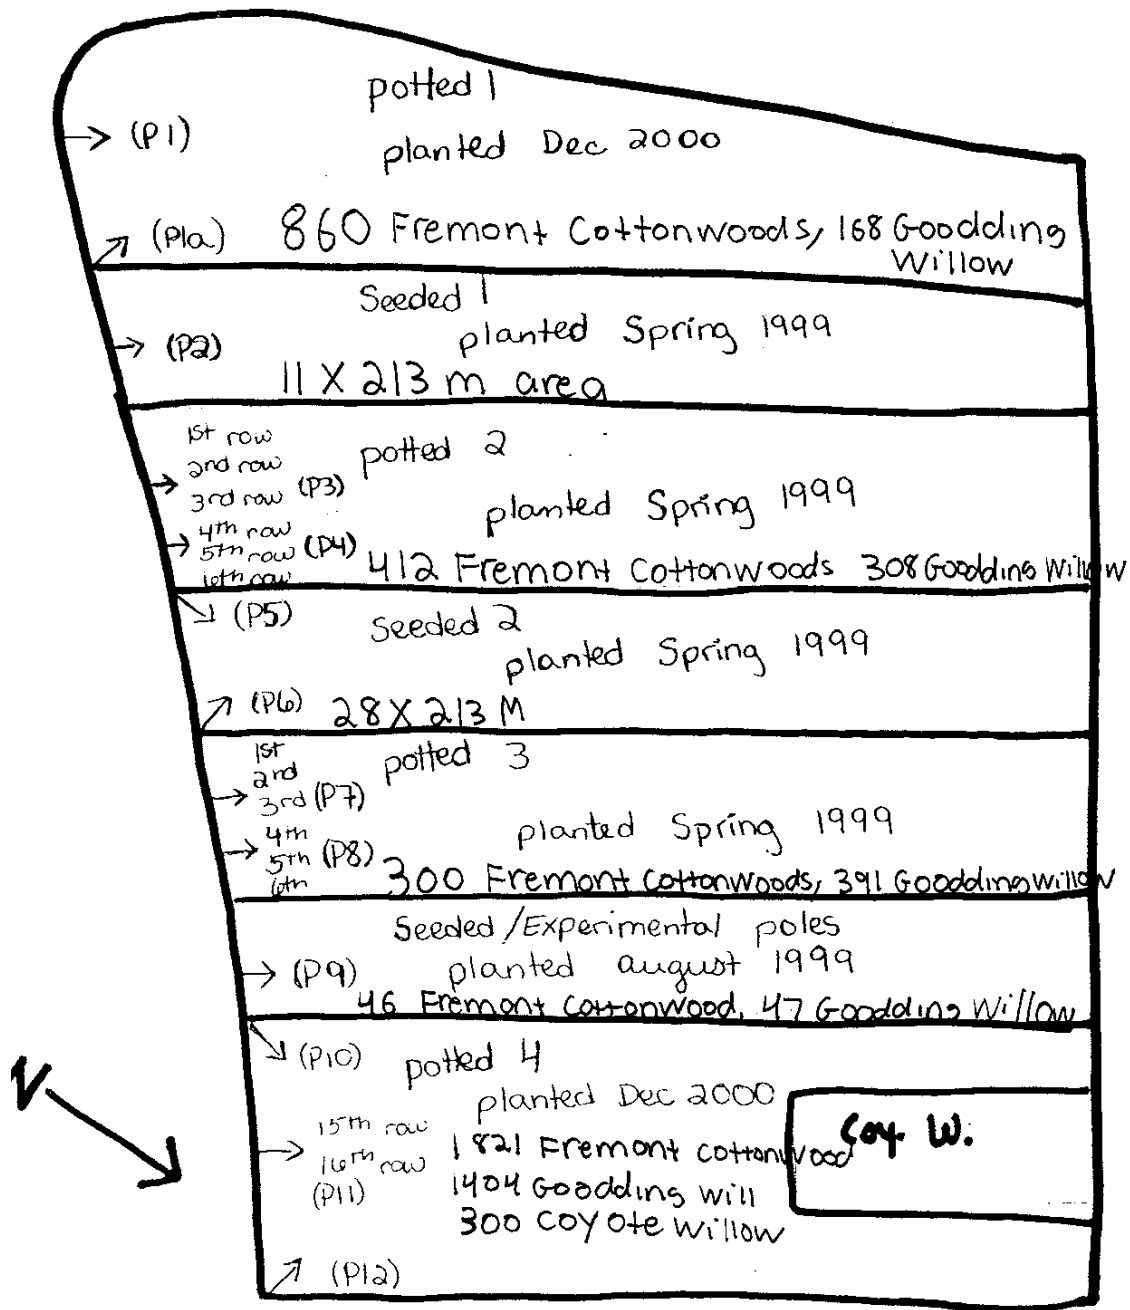 potted 1
(P1)
planted Dec 2000
(P1a) 860 Fremont Cottonwoods, 168 Goodding
Willow
Seeded 1
planted Spring 1999
(P2)
11 X 213 m area
1st row
2nd row potted 2
3rd row (P3)
planted Spring 1999
4th row
5th row (P4) 412 Fremont Cottonwoods 308 Goodding Willow
6th row
(P5) Seeded 2
planted Spring 1999
(P6) 28 X 213 M
1st
2nd potted 3
3rd (P7)
planted Spring 1999
4th
5th (P8)
6th 300 Fremont Cottonwoods, 391 Goodding Willow
Seeded/Experimental poles
(P9) planted august 1999
46 Fremont Cottonwood, 47 Goodding Willow
(P10) potted 4
planted Dec 2000
15th row
16th row
(P11)
1821 Fremont Cottonwood
1404 Goodding Will
300 Coyote Willow
Coy. W.
(P12)
N